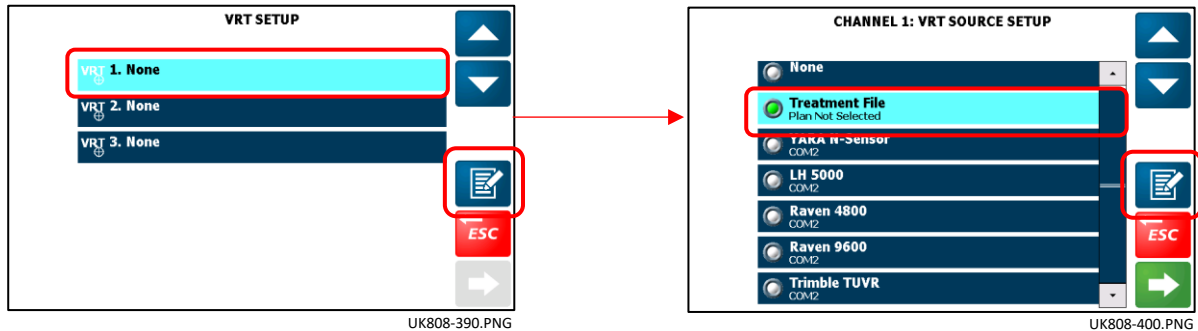 VRT SETUP
VRT 1. None
VRT 2. None
VRT 3. None
ESC
UK808-390.PNG
CHANNEL 1: VRT SOURCE SETUP
None
Treatment File
Plan Not Selected
YARA N-Sensor
COM2
LH 5000
COM2
Raven 4800
COM2
Raven 9600
COM2
Trimble TUVR
COM2
ESC
UK808-400.PNG